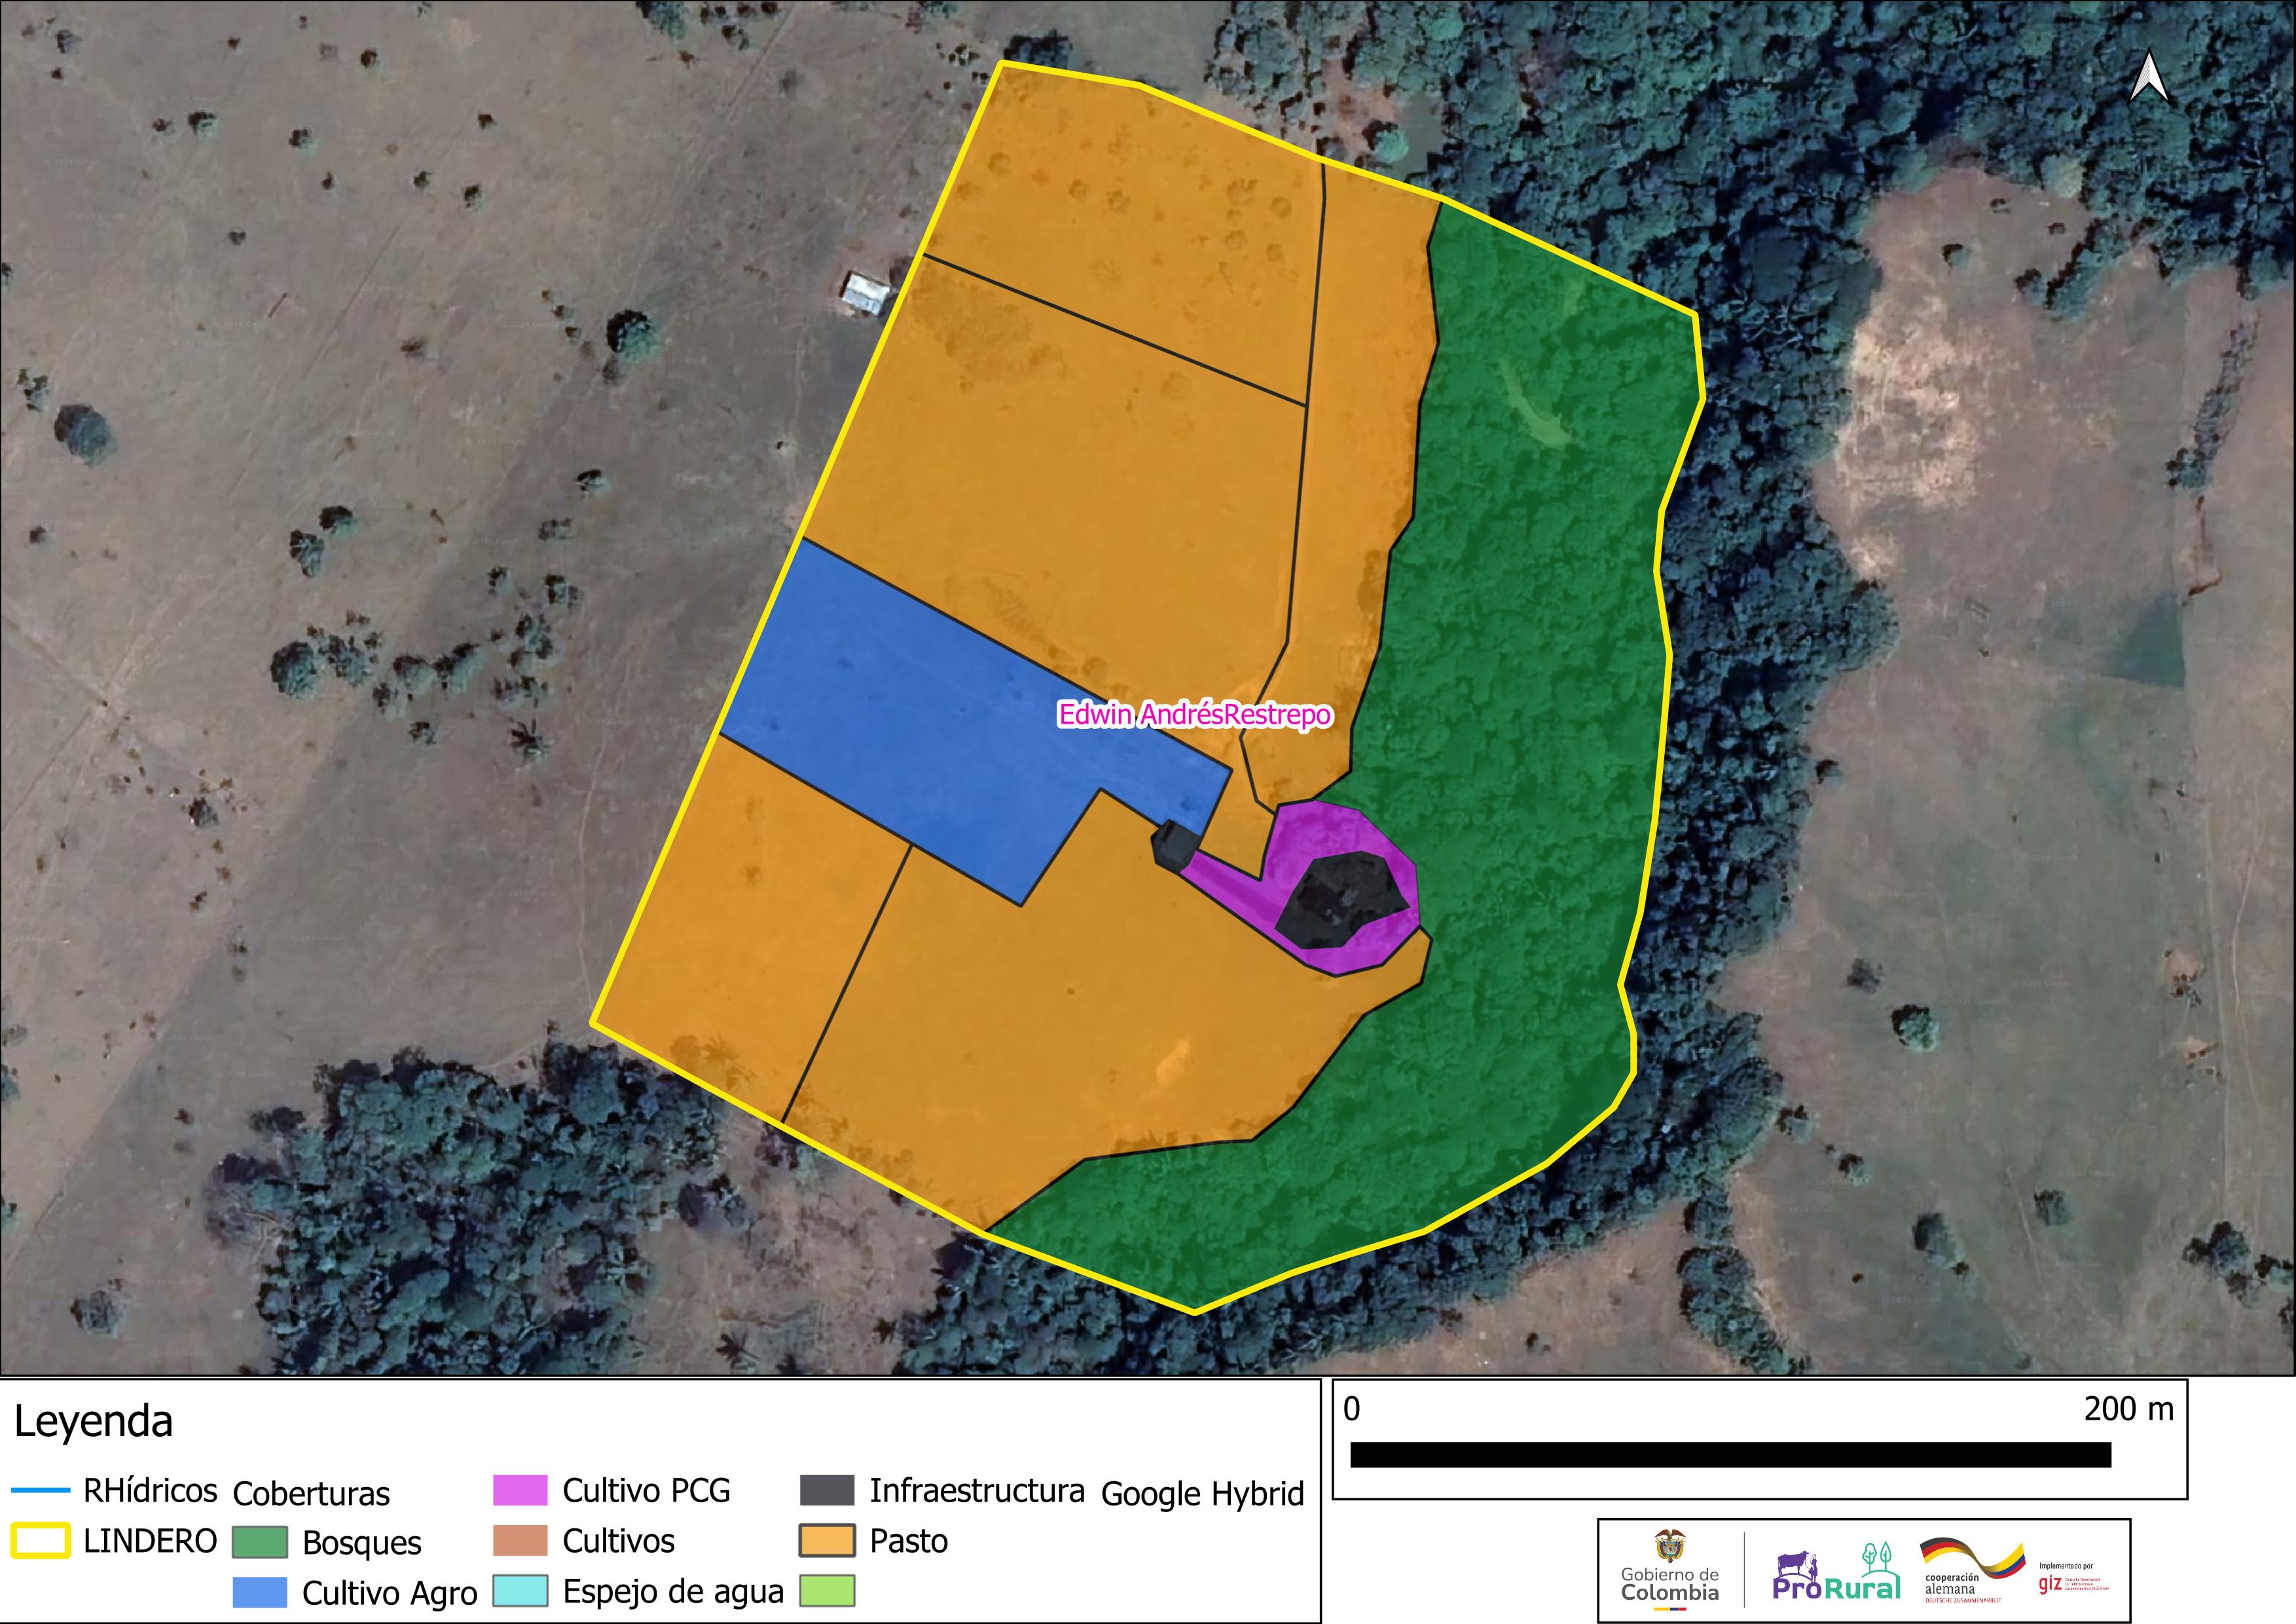 Edwin AndrésRestrepo
Leyenda
RHídricos
LINDERO
Coberturas
Bosques
Cultivo Agro
Cultivo PCG
Cultivos
Espejo de agua
Infraestructura
Pasto
Google Hybrid
0 200 m
Gobierno de
Colombia
ProRural
cooperación
alemana
DEUTSCHE ZUSAMMENARBEIT
Implementado por
giz